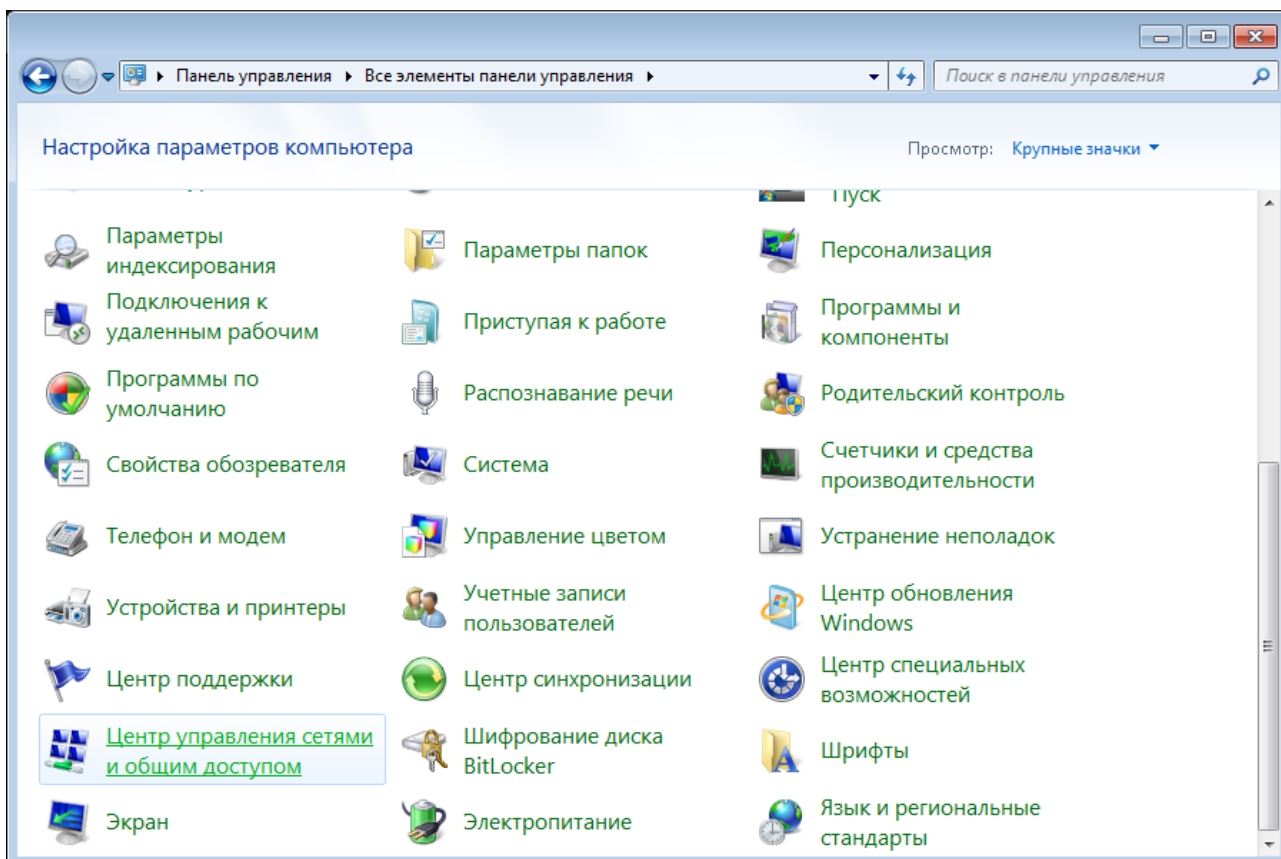 Панель управления ▸ Все элементы панели управления ▸
Поиск в панели управления
Настройка параметров компьютера
Просмотр: Крупные значки
Пуск
Параметры
индексирования
Параметры папок
Персонализация
Подключения к
удаленным рабочим
Приступая к работе
Программы и
компоненты
Программы по
умолчанию
Распознавание речи
Родительский контроль
Свойства обозревателя
Система
Счетчики и средства
производительности
Телефон и модем
Управление цветом
Устранение неполадок
Устройства и принтеры
Учетные записи
пользователей
Центр обновления
Windows
Центр поддержки
Центр синхронизации
Центр специальных
возможностей
Центр управления сетями
и общим доступом
Шифрование диска
BitLocker
Шрифты
Экран
Электропитание
Язык и региональные
стандарты